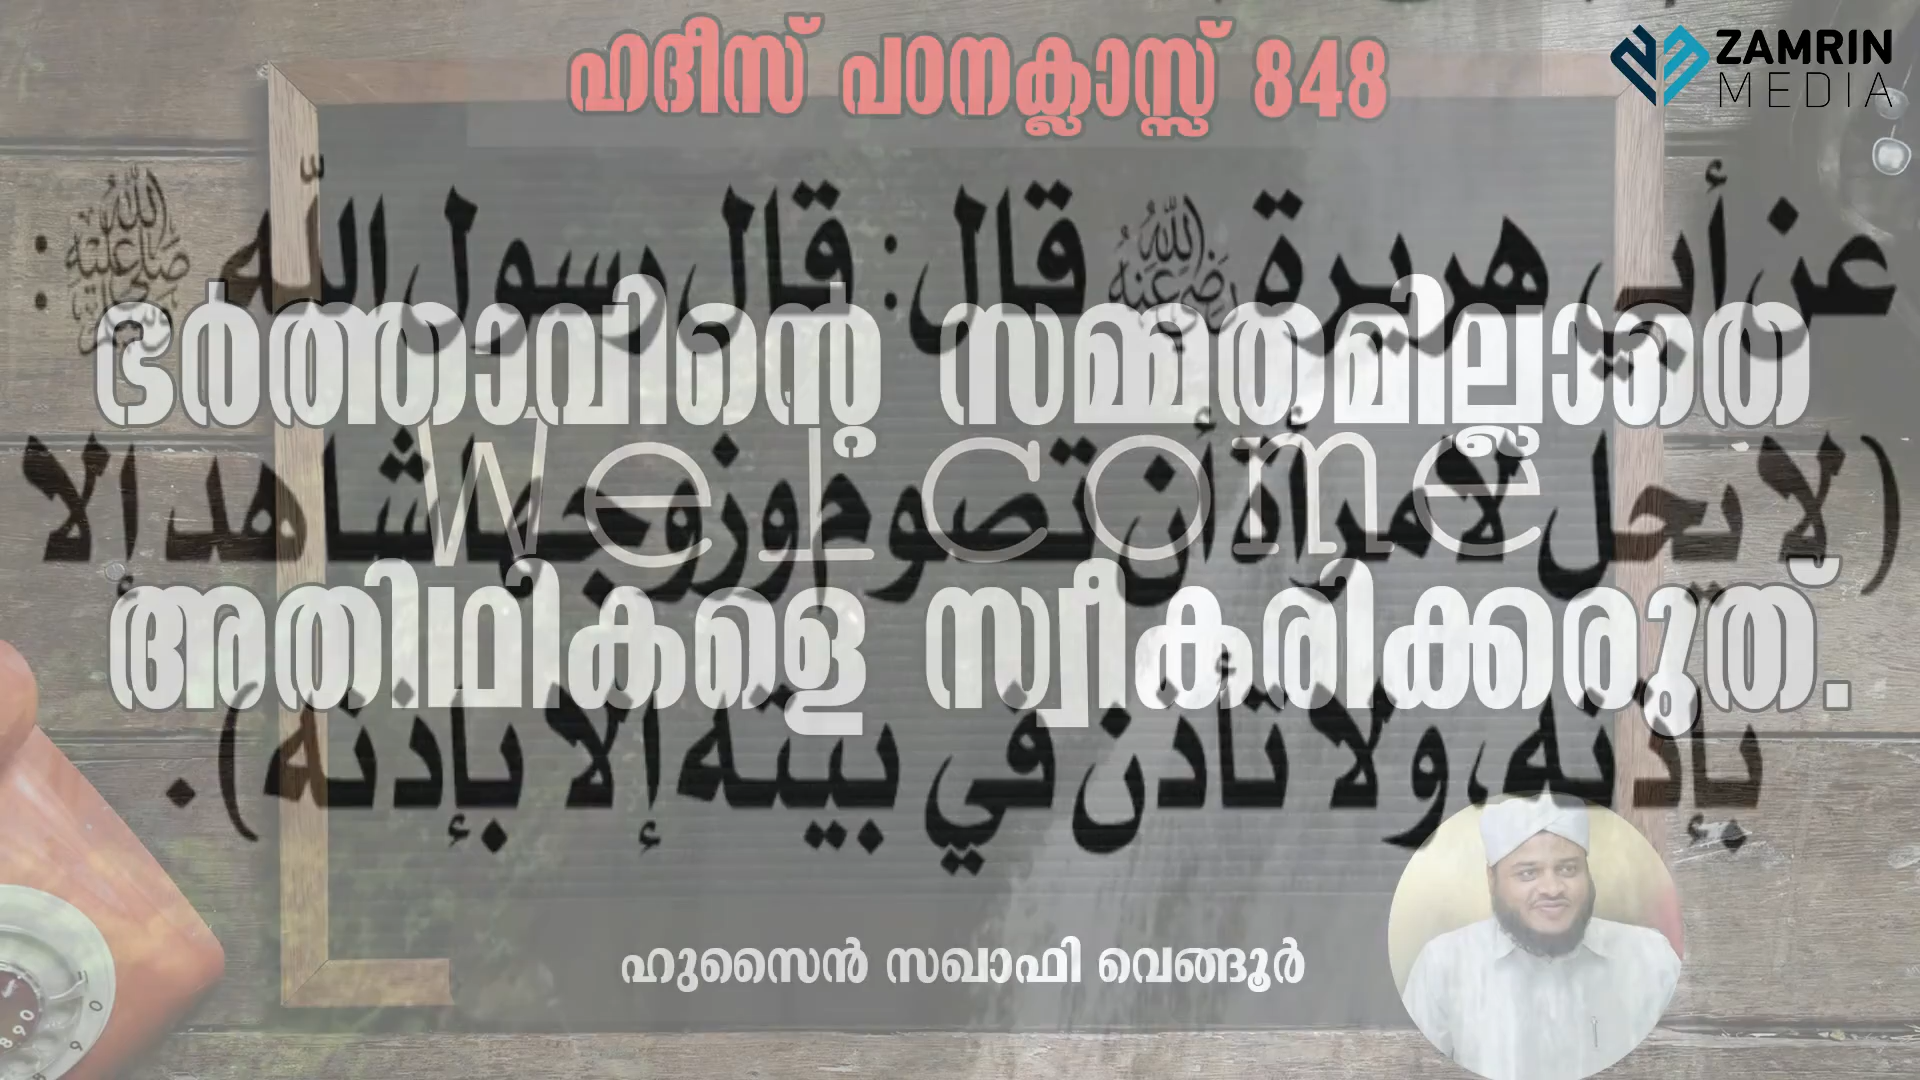 ഹദീസ് പഠനക്ലാസ്സ് 848
ZAMRIN
MEDIA
عن أبي هريرة رضي الله عنه قال: قال رسول الله صلى الله عليه وسلم:
ഭർത്താവിന്റെ സമ്മതമില്ലാതെ
Welcome
(لا يحل لامرأة أن تصوم وزوجها شاهد إلا
അതിഥികളെ സ്വീകരിക്കരുത്.
بإذنه، ولا تأذن في بيته إلا بإذنه).
ഹുസൈൻ സഖാഫി വെങ്ങൂർ